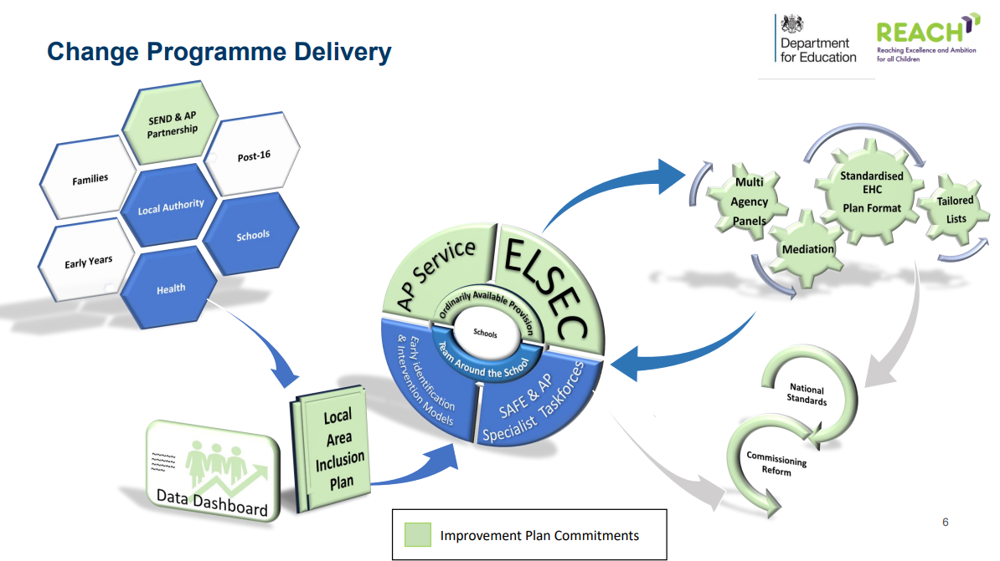 Change Programme Delivery
Department
for Education
REACH
Reaching Excellence and Ambition
for all Children
SEND & AP
Partnership
Families
Post-16
Local Authority
Early Years
Schools
Health
Data Dashboard
Local
Area
Inclusion
Plan
AP Service
ELSEC
Ordinarily Available Provision
Schools
Team Around the School
Early identification
& Intervention Models
SAFE & AP
Specialist Taskforces
Multi
Agency
Panels
Standardised
EHC
Plan Format
Tailored
Lists
Mediation
National
Standards
Commissioning
Reform
Improvement Plan Commitments
6